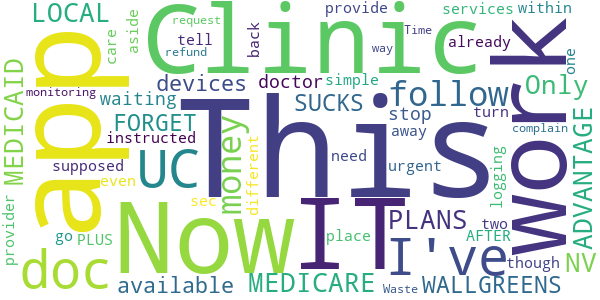 LOCAL
Clinic
request
refund
provide
services
within
Time
already
way
one
work
app
care
aside
tell
back
doctor
simple
devices
waiting
follow
Only
MEDICAID
monitoring
FORGET
instructed
SUCKS
stop
away
turn
complain
This
UC
money
different
need
urgent
logging
ADVANTAGE
supposed
even
sec
IT
PLANS
two
AFTER
though
NV
provider
go
PLUS
doc
Now
place
I've
available
MEDICARE
Waste
WALLGREENS